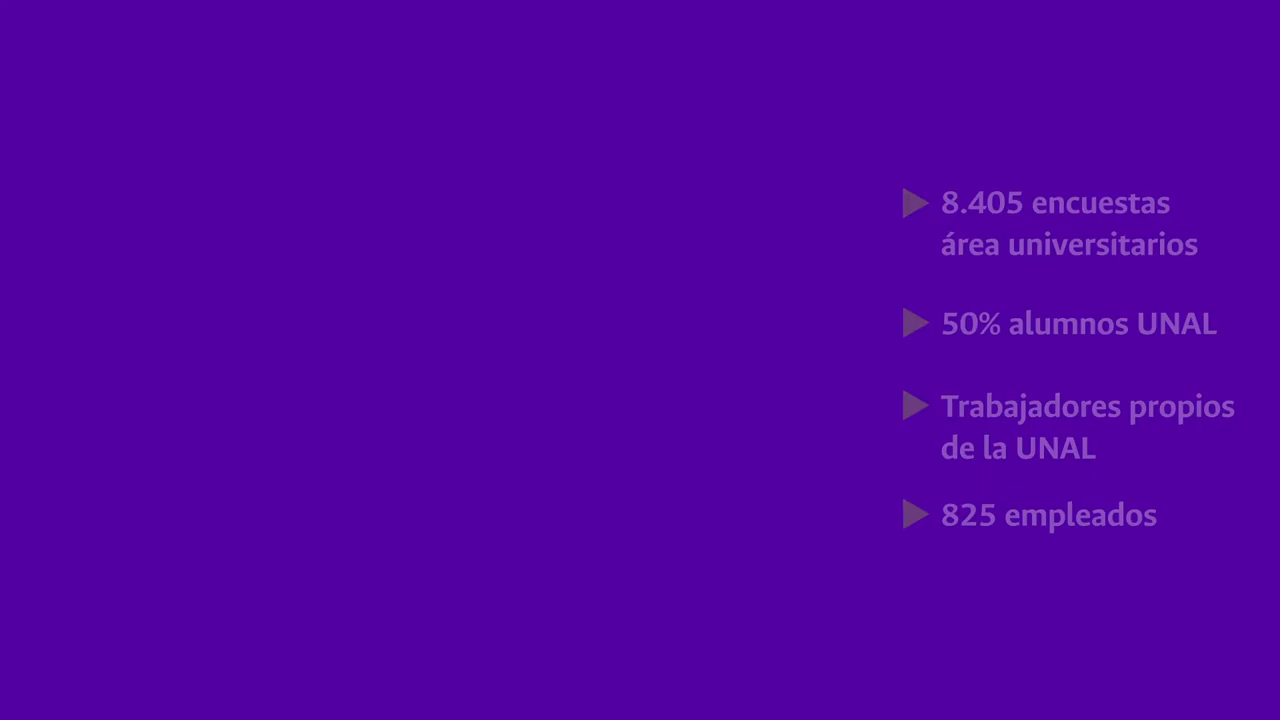 8.405 encuestas
área universitarios
50% alumnos UNAL
Trabajadores propios
de la UNAL
825 empleados